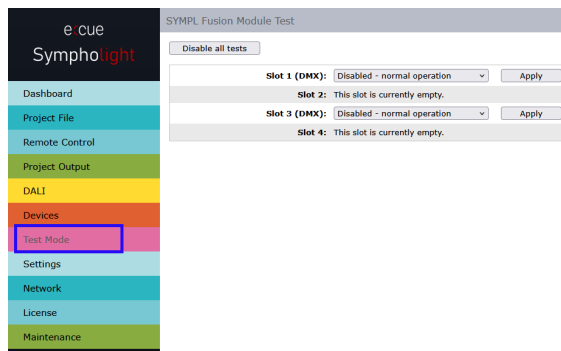 e:cue
Sympholight
Dashboard
Project File
Remote Control
Project Output
DALI
Devices
Test Mode
Settings
Network
License
Maintenance
SYMPL Fusion Module Test
Disable all tests
Slot 1 (DMX): Disabled - normal operation Apply
Slot 2: This slot is currently empty.
Slot 3 (DMX): Disabled - normal operation Apply
Slot 4: This slot is currently empty.